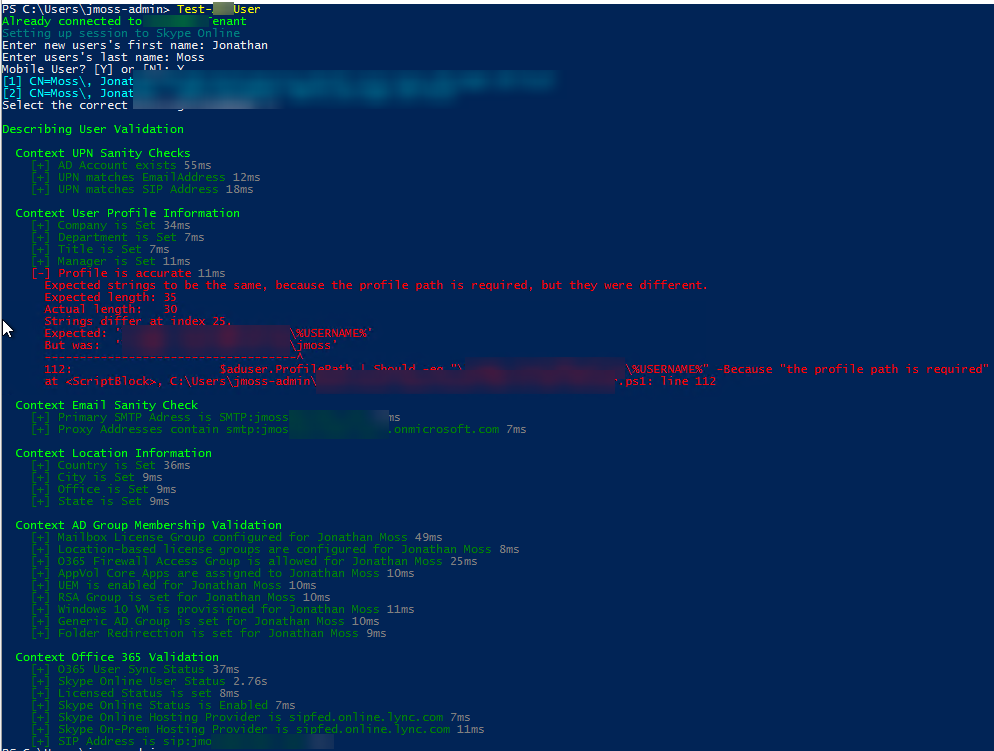 PS C:\Users\jmoss-admin> Test- User
Already connected to Tenant
Setting up session to Skype Online
Enter new users's first name: Jonathan
Enter users's last name: Moss
Mobile User? [Y] or [N]: Y
[1] CN=Moss\, Jonat
[2] CN=Moss\, Jonat
Select the correct
Describing User Validation
Context UPN Sanity Checks
[+] AD Account exists 55ms
[+] UPN matches EmailAddress 12ms
[+] UPN matches SIP Address 18ms
Context User Profile Information
[+] Company is Set 34ms
[+] Department is Set 7ms
[+] Title is Set 7ms
[+] Manager is Set 11ms
[-] Profile is accurate 11ms
Expected strings to be the same, because the profile path is required, but they were different.
Expected length: 35
Actual length: 30
Strings differ at index 25.
Expected: ' \%USERNAME%'
But was: ' \jmoss'
----------------------------------^
112: $aduser.ProfilePath | Should -eq "\ \%USERNAME%" -Because "the profile path is required"
at <ScriptBlock>, C:\Users\jmoss-admin\ .ps1: line 112
Context Email Sanity Check
[+] Primary SMTP Adress is SMTP:jmoss ms
[+] Proxy Addresses contain smtp:jmos .onmicrosoft.com 7ms
Context Location Information
[+] Country is Set 36ms
[+] City is Set 9ms
[+] Office is Set 9ms
[+] State is Set 9ms
Context AD Group Membership Validation
[+] Mailbox License Group configured for Jonathan Moss 49ms
[+] Location-based license groups are configured for Jonathan Moss 8ms
[+] O365 Firewall Access Group is allowed for Jonathan Moss 25ms
[+] AppVol Core Apps are assigned to Jonathan Moss 10ms
[+] UEM is enabled for Jonathan Moss 10ms
[+] RSA Group is set for Jonathan Moss 10ms
[+] Windows 10 VM is provisioned for Jonathan Moss 11ms
[+] Generic AD Group is set for Jonathan Moss 10ms
[+] Folder Redirection is set for Jonathan Moss 9ms
Context Office 365 Validation
[+] O365 User Sync Status 37ms
[+] Skype Online User Status 2.76s
[+] Licensed Status is set 8ms
[+] Skype Online Status is Enabled 7ms
[+] Skype Online Hosting Provider is sipfed.online.lync.com 7ms
[+] Skype On-Prem Hosting Provider is sipfed.online.lync.com 11ms
[+] SIP Address is sip:jmo
PS C:\Users\jmoss-admin>